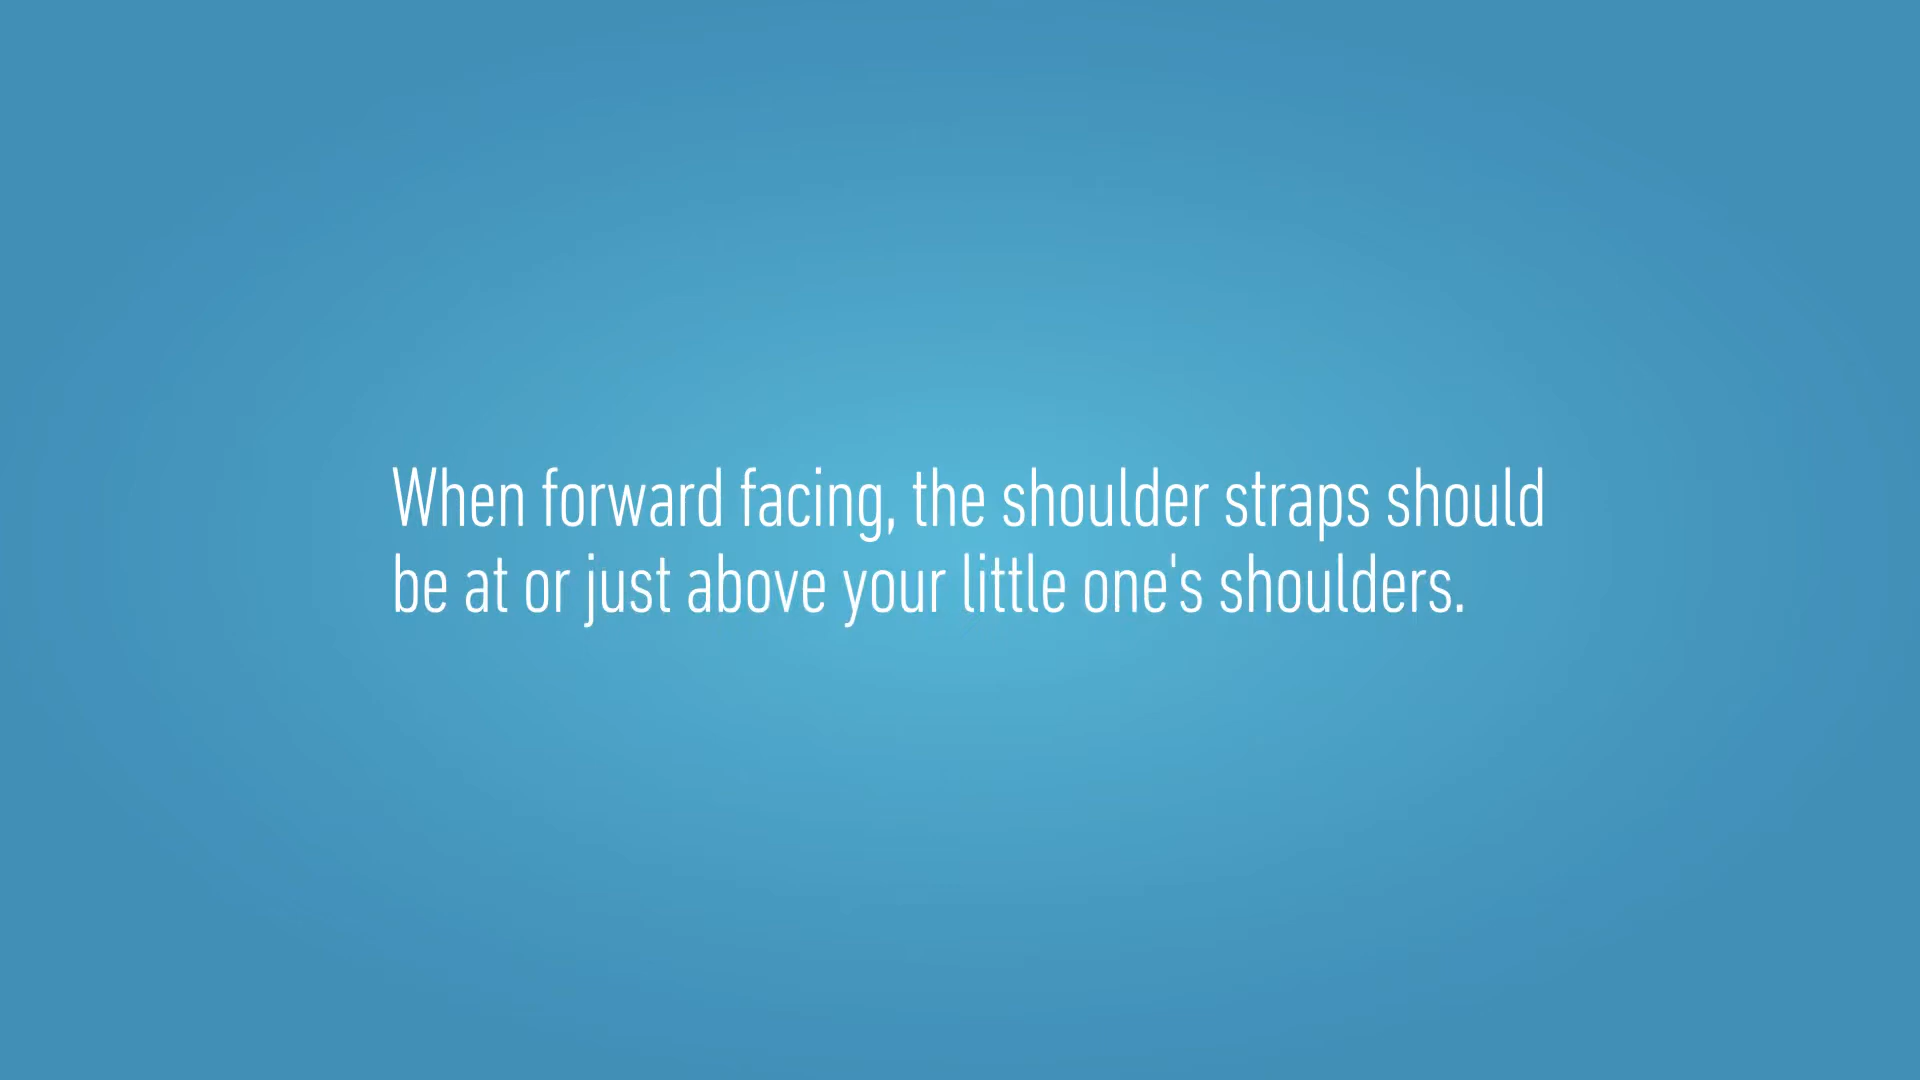 When forward facing, the shoulder straps should
be at or just above your little one's shoulders.